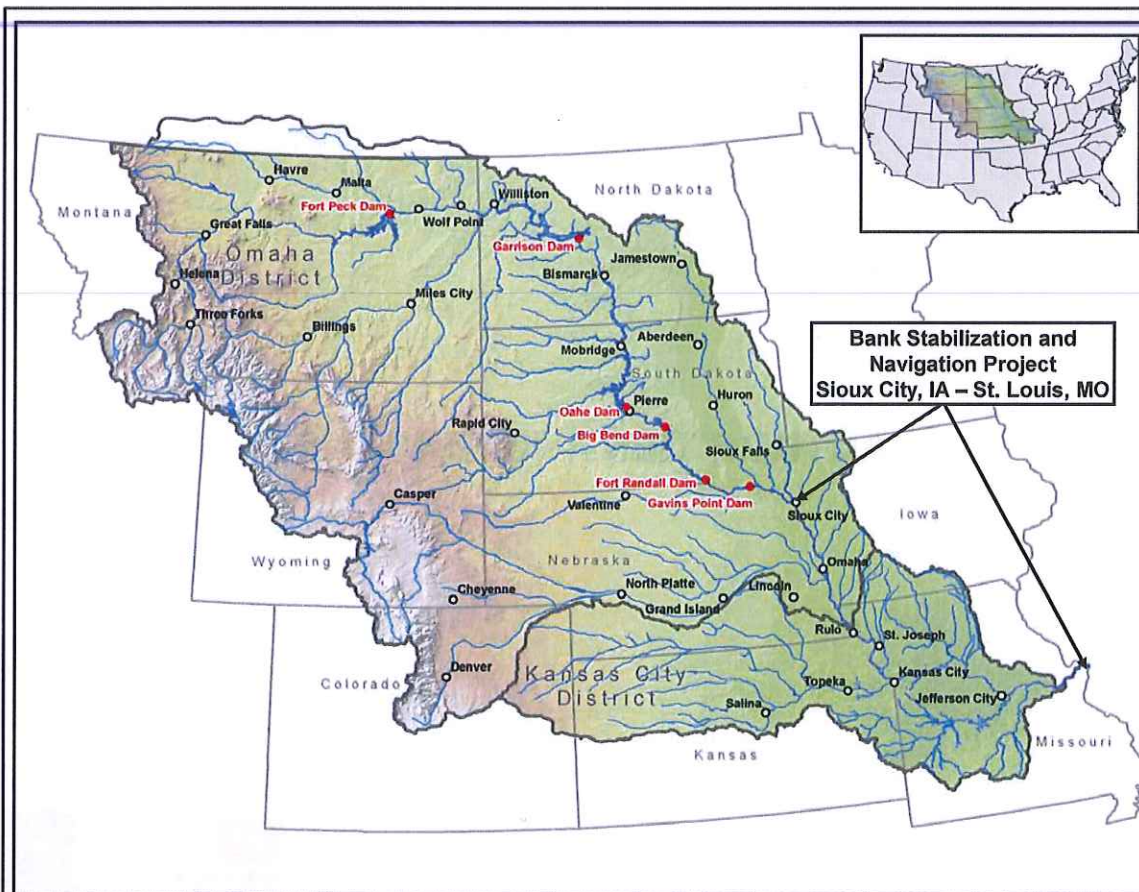 Havre
Malta
Williston
North Dakota
Montana
Fort Peck Dam
Wolf Point
Great Falls
Garrison Dam
Omaha
District
Jamestown
Bismarck
Helena
Miles City
Three Forks
Billings
Aberdeen
Mobridge
South Dakota
Bank Stabilization and
Navigation Project
Sioux City, IA – St. Louis, MO
Pierre
Huron
Oahe Dam
Rapid City
Big Bend Dam
Sioux Falls
Fort Randall Dam
Casper
Valentine
Gavins Point Dam
Sioux City
Iowa
Wyoming
Nebraska
Omaha
Cheyenne
North Platte
Lincoln
Grand Island
Rulo
St. Joseph
Denver
Kansas City
District
Colorado
Topeka
Kansas City
Jefferson City
Salina
Kansas
Missouri